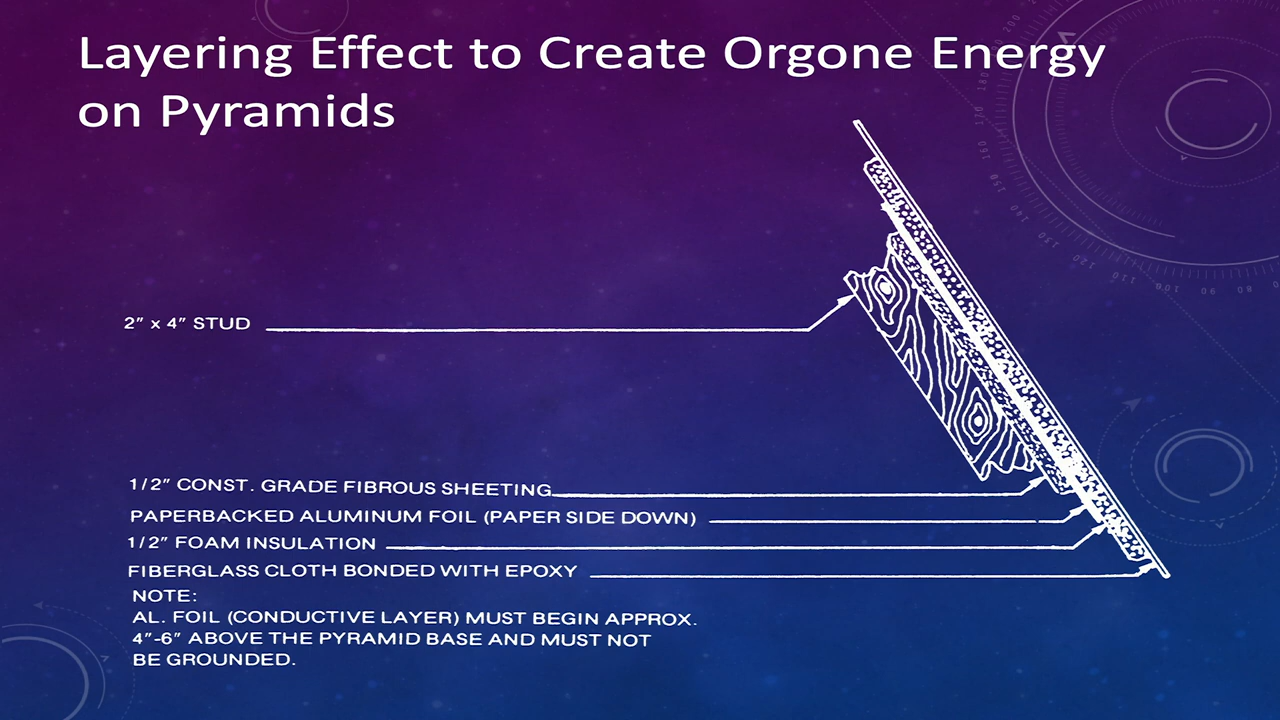 Layering Effect to Create Orgone Energy
on Pyramids
2” x 4” STUD
1/2” CONST. GRADE FIBROUS SHEETING
PAPERBACKED ALUMINUM FOIL (PAPER SIDE DOWN)
1/2” FOAM INSULATION
FIBERGLASS CLOTH BONDED WITH EPOXY
NOTE:
AL. FOIL (CONDUCTIVE LAYER) MUST BEGIN APPROX.
4”-6” ABOVE THE PYRAMID BASE AND MUST NOT
BE GROUNDED.